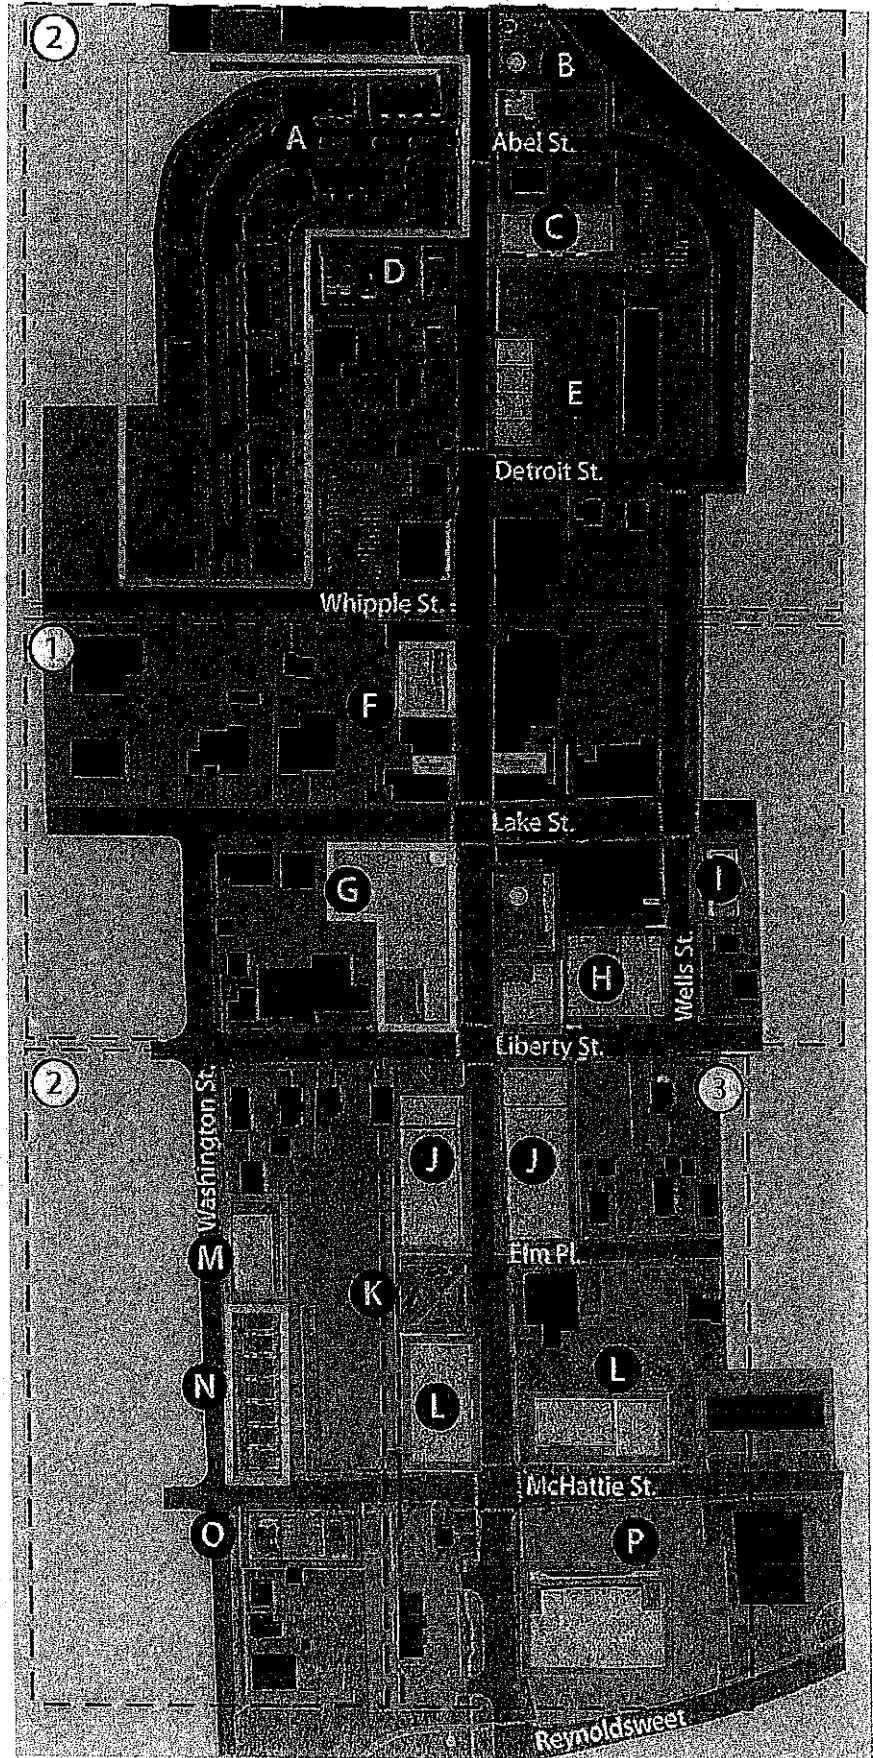 2
B
A
Abel St.
C
D
E
Detroit St.
Whipple St.
1
F
Lake St.
G
I
H
Wells St.
Liberty St.
2
3
Washington St.
J
J
M
Elm Pl.
K
L
N
L
McHattie St.
O
P
Reynoldsweet